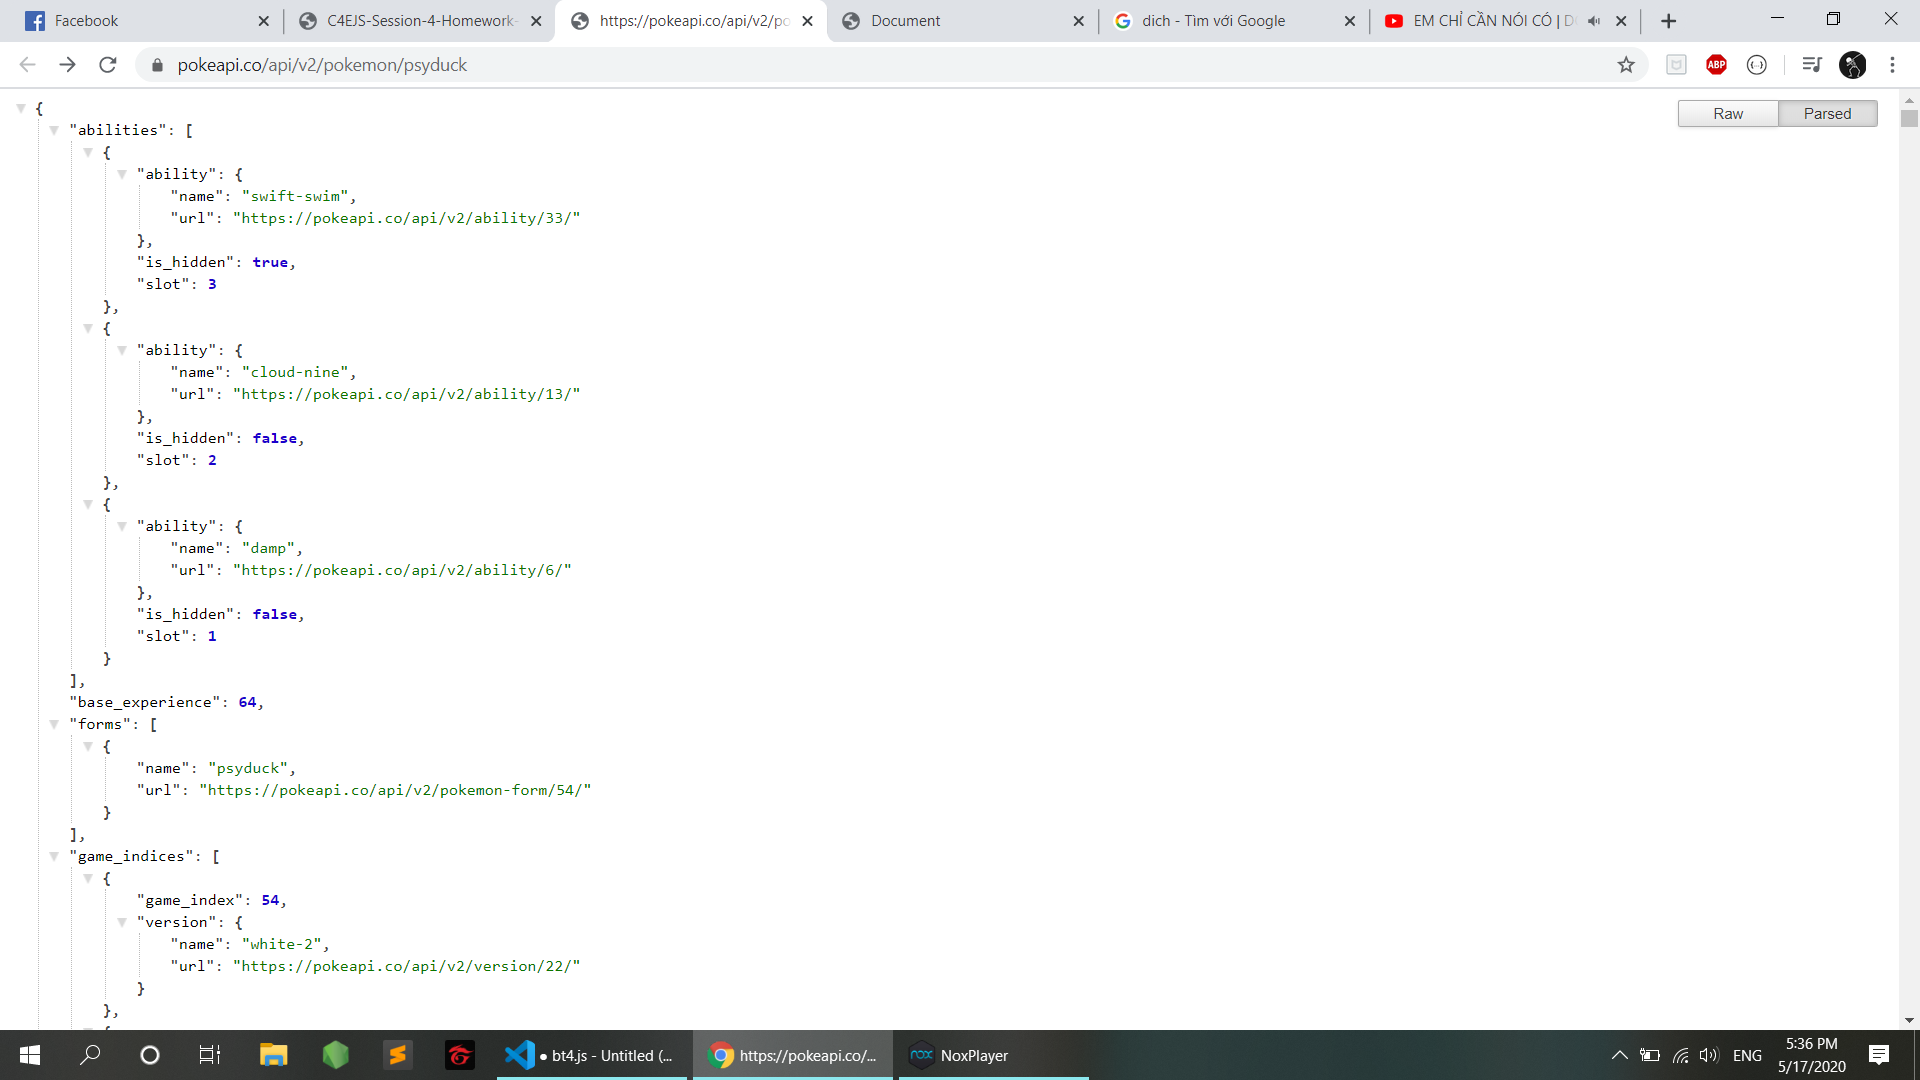 Facebook
C4EJS-Session-4-Homework-
https://pokeapi.co/api/v2/po
Document
dich - Tìm với Google
EM CHỈ CẦN NÓI CÓ |
pokeapi.co/api/v2/pokemon/psyduck
ABP
Raw
Parsed
{
"abilities": [
{
"ability": {
"name": "swift-swim",
"url": "https://pokeapi.co/api/v2/ability/33/"
},
"is_hidden": true,
"slot": 3
},
{
"ability": {
"name": "cloud-nine",
"url": "https://pokeapi.co/api/v2/ability/13/"
},
"is_hidden": false,
"slot": 2
},
{
"ability": {
"name": "damp",
"url": "https://pokeapi.co/api/v2/ability/6/"
},
"is_hidden": false,
"slot": 1
}
],
"base_experience": 64,
"forms": [
{
"name": "psyduck",
"url": "https://pokeapi.co/api/v2/pokemon-form/54/"
}
],
"game_indices": [
{
"game_index": 54,
"version": {
"name": "white-2",
"url": "https://pokeapi.co/api/v2/version/22/"
}
},
● bt4.js - Untitled (...
https://pokeapi.co/...
nox
NoxPlayer
ENG
5:36 PM
5/17/2020